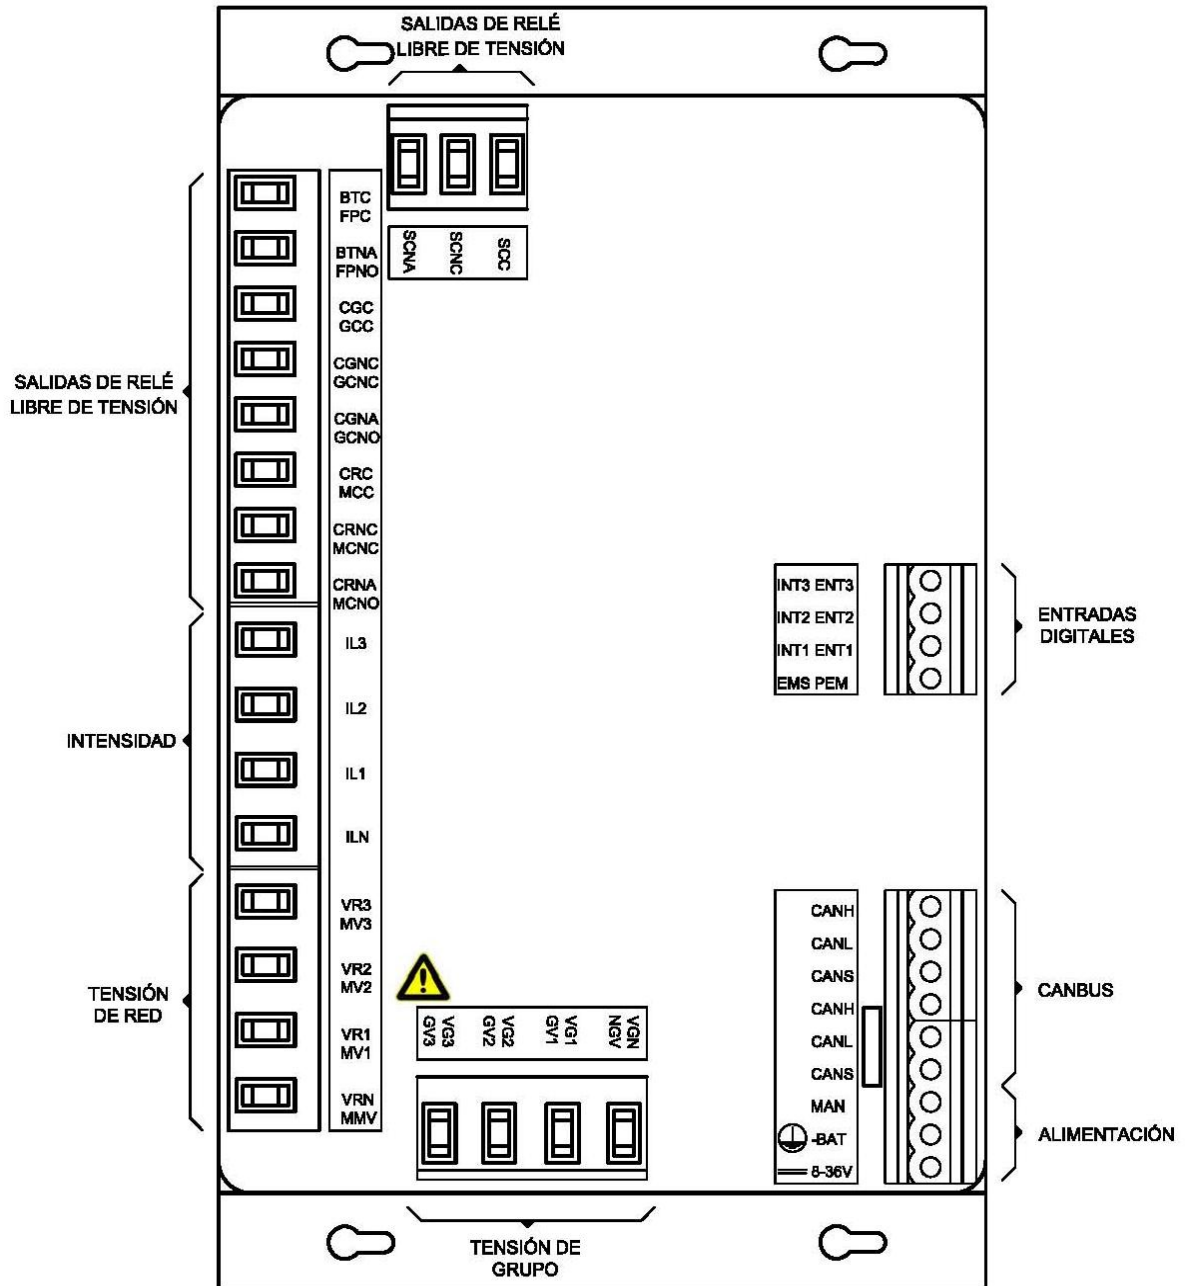 SALIDAS DE RELÉ
LIBRE DE TENSIÓN
SCNA
SCNC
SCC
SALIDAS DE RELÉ
LIBRE DE TENSIÓN
BTC
FPC
BTNA
FPNO
CGC
GCC
CGNC
GCNC
CGNA
GCNO
CRC
MCC
CRNC
MCNC
CRNA
MCNO
INTENSIDAD
IL3
IL2
IL1
ILN
TENSIÓN
DE RED
VR3
MV3
VR2
MV2
VR1
MV1
VRN
MMV
VG3
GV3
VG2
GV2
VG1
GV1
VGN
NGV
TENSIÓN DE
GRUPO
INT3 ENT3
INT2 ENT2
INT1 ENT1
EMS PEM
ENTRADAS
DIGITALES
CANH
CANL
CANS
CANH
CANL
CANS
MAN
-BAT
8-36V
CANBUS
ALIMENTACIÓN